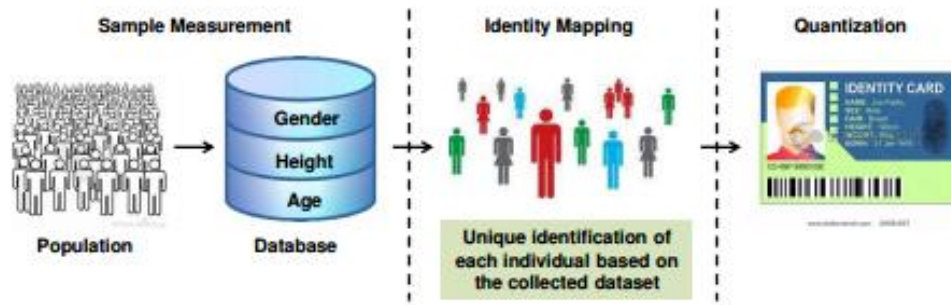 Sample Measurement
Identity Mapping
Quantization
Gender
Height
Age
IDENTITY CARD
Population
Database
Unique identification of
each individual based on
the collected dataset